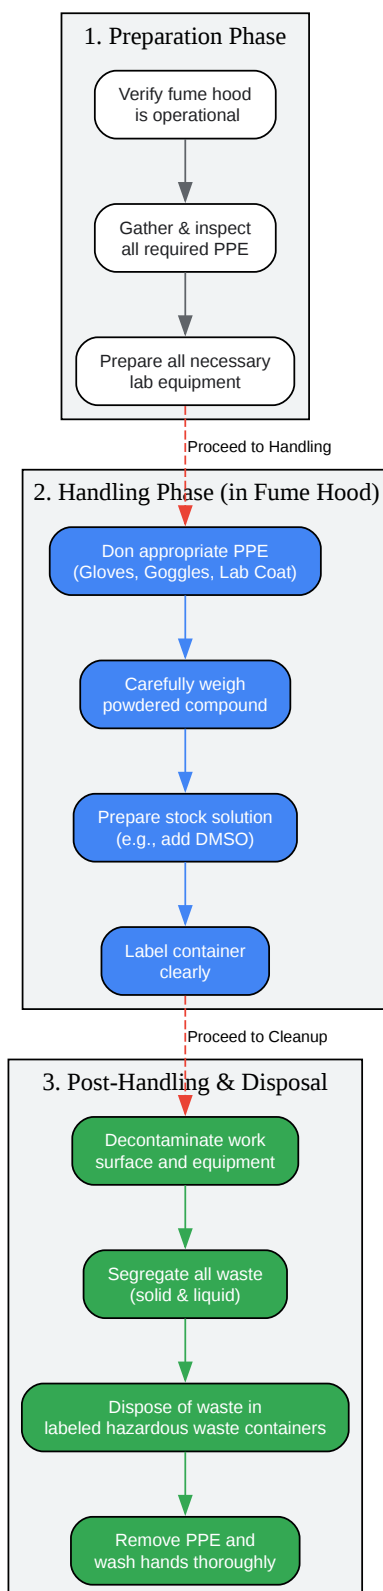 1. Preparation Phase
Verify fume hood
is operational
Gather & inspect
all required PPE
Prepare all necessary
lab equipment
Proceed to Handling
2. Handling Phase (in Fume Hood)
Don appropriate PPE
(Gloves, Goggles, Lab Coat)
Carefully weigh
powdered compound
Prepare stock solution
(e.g., add DMSO)
Label container
clearly
Proceed to Cleanup
3. Post-Handling & Disposal
Decontaminate work
surface and equipment
Segregate all waste
(solid & liquid)
Dispose of waste in
labeled hazardous waste containers
Remove PPE and
wash hands thoroughly